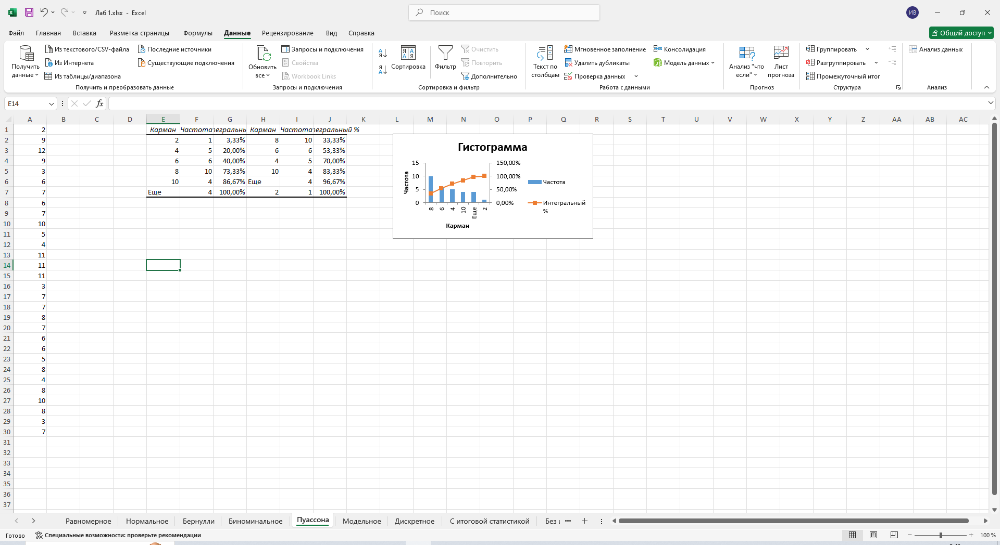 Лаб 1.xlsx - Excel
Поиск
ИВ
Файл Главная Вставка Разметка страницы Формулы Данные Рецензирование Вид Справка
Общий доступ
Получить данные
Из текстового/CSV-файла
Из Интернета
Из таблицы/диапазона
Последние источники
Существующие подключения
Получить и преобразовать данные
Обновить все
Запросы и подключения
Свойства
Workbook Links
Запросы и подключения
Сортировка
Фильтр
Очистить
Повторить
Дополнительно
Сортировка и фильтр
Текст по столбцам
Мгновенное заполнение
Удалить дубликаты
Проверка данных
Консолидация
Модель данных
Работа с данными
Анализ "что если"
Лист прогноза
Прогноз
Группировать
Разгруппировать
Промежуточный итог
Структура
Анализ данных
Анализ
E14
fx
A B C D E F G H I J K L M N O P Q R S T U V W X Y Z AA AB AC
1 2 Карман Частота тегральны Карман Частота тегральный %
2 9 2 1 3,33% 8 10 33,33%
3 12 4 5 20,00% 6 6 53,33%
4 9 6 6 40,00% 4 5 70,00%
5 3 8 10 73,33% 10 4 83,33%
6 6 10 4 86,67% Еще 4 96,67%
7 7 Еще 4 100,00% 2 1 100,00%
8 6
9 7
10 10
11 5
12 4
13 11
14 11
15 11
16 3
17 7
18 7
19 8
20 7
21 6
22 6
23 5
24 8
25 4
26 8
27 10
28 8
29 3
30 7
31
32
33
34
35
36
37
Гистограмма
Частота
15
10
5
0
150,00%
100,00%
50,00%
0,00%
8 6 4 10 Еще 2
Карман
Частота
Интегральный
%
Равномерное Нормальное Бернулли Биноминальное Пуассона Модельное Дискретное С итоговой статистикой Без
Готово Специальные возможности: проверьте рекомендации
100 %